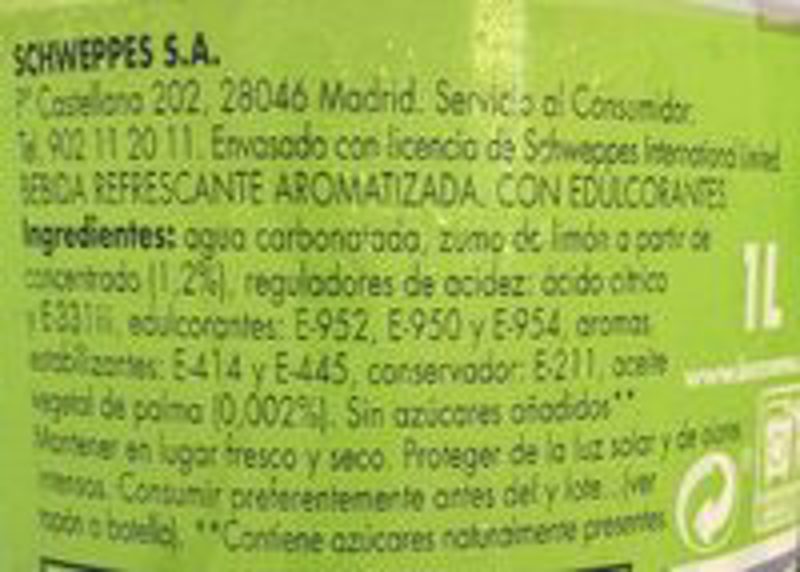 SCHWEPPES S.A.
Pº Castellana 202, 28046 Madrid. Servicio al Consumidor.
Tel. 902 11 20 11. Envasado con licencia de Schweppes International Limited.
BEBIDA REFRESCANTE AROMATIZADA. CON EDULCORANTES.
Ingredientes: agua carbonatada, zumo de limón a partir de
concentrado (1,2%), reguladores de acidez: ácido cítrico
y E-331iii, edulcorantes: E-952, E-950 y E-954, aromas
estabilizantes: E-414 y E-445, conservador: E-211, aceite
vegetal de palma (0,002%). Sin azúcares añadidos**
Mantener en lugar fresco y seco. Proteger de la luz solar y de olores
intensos. Consumir preferentemente antes del y lote...(ver
tapón o botella). **Contiene azúcares naturalmente presentes
1L